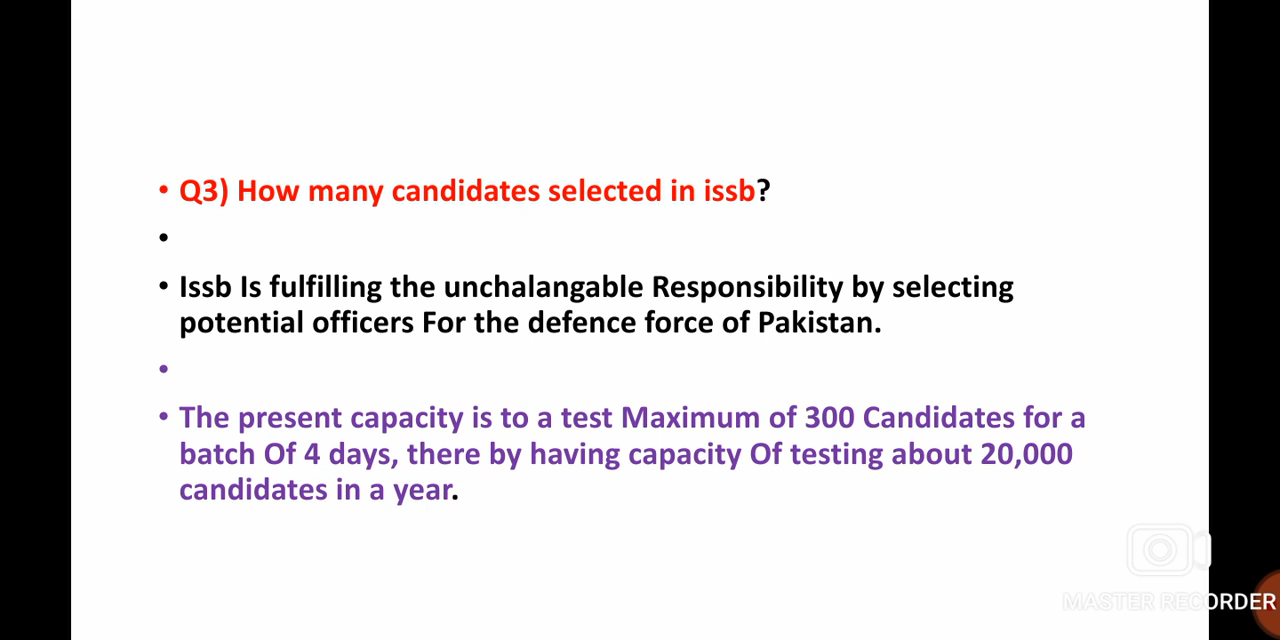 • Q3) How many candidates selected in issb?
•
• Issb Is fulfilling the unchalangable Responsibility by selecting
potential officers For the defence force of Pakistan.
•
• The present capacity is to a test Maximum of 300 Candidates for a
batch Of 4 days, there by having capacity Of testing about 20,000
candidates in a year.
MASTER RECORDER